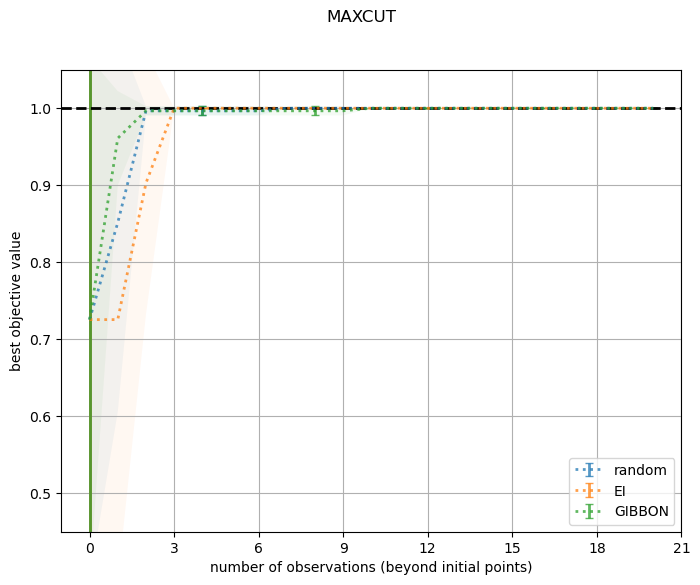 MAXCUT
best objective value
1.0
0.9
0.8
0.7
0.6
0.5
random
EI
GIBBON
0 3 6 9 12 15 18 21
number of observations (beyond initial points)